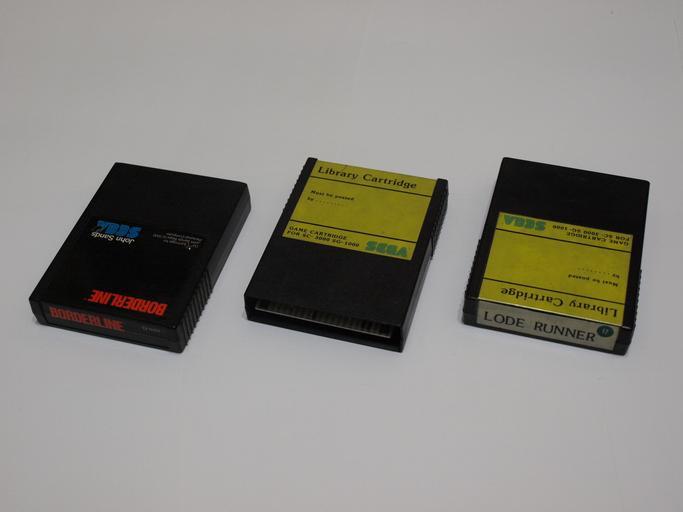 John Sands
SEGA
BORDERLINE™
BORDERLINE
Library Cartridge
Must be posted
by ........
GAME CARTRIDGE
FOR SC-3000 SG-1000
SEGA
Library Cartridge
Must be posted
by ........
GAME CARTRIDGE
FOR SC-3000 SG-1000
LODE RUNNER